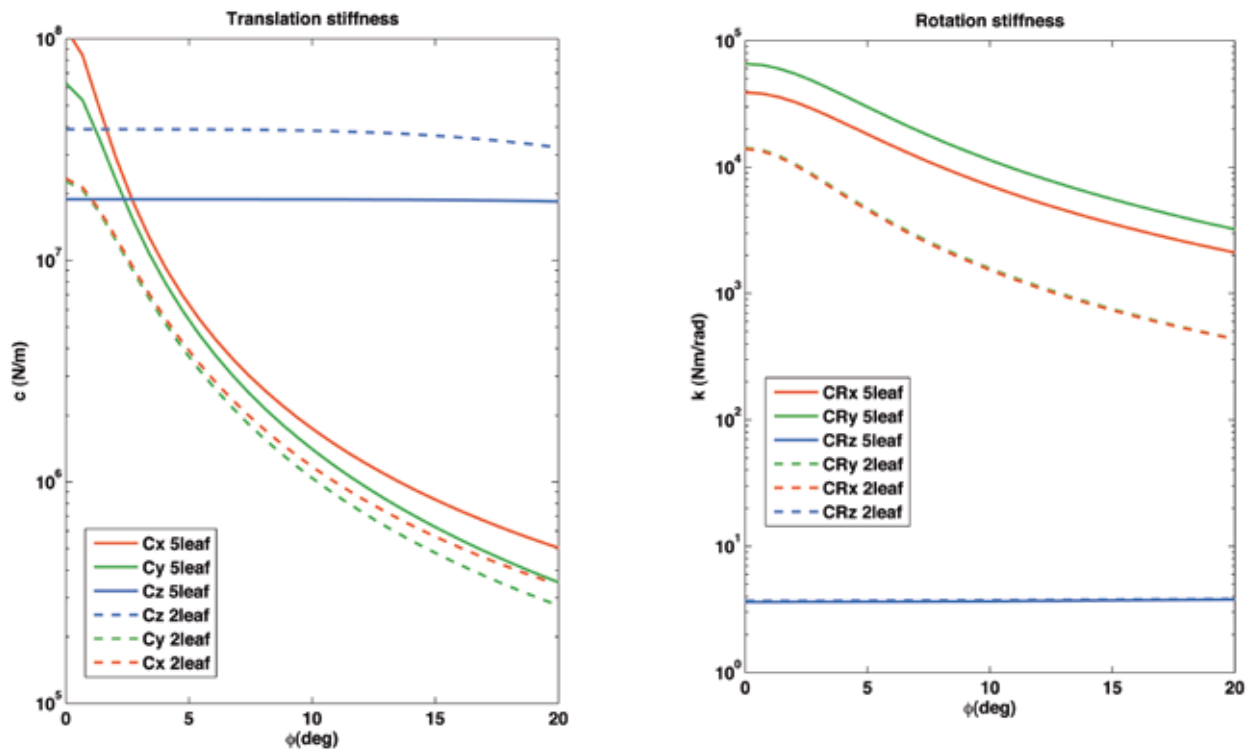 Translation stiffness
10^8
10^7
10^6
10^5
c (N/m)
Cx 5leaf
Cy 5leaf
Cz 5leaf
Cz 2leaf
Cy 2leaf
Cx 2leaf
0 5 10 15 20
ϕ(deg)
Rotation stiffness
10^5
10^4
10^3
10^2
10^1
10^0
k (Nm/rad)
CRx 5leaf
CRy 5leaf
CRz 5leaf
CRy 2leaf
CRx 2leaf
CRz 2leaf
0 5 10 15 20
ϕ(deg)